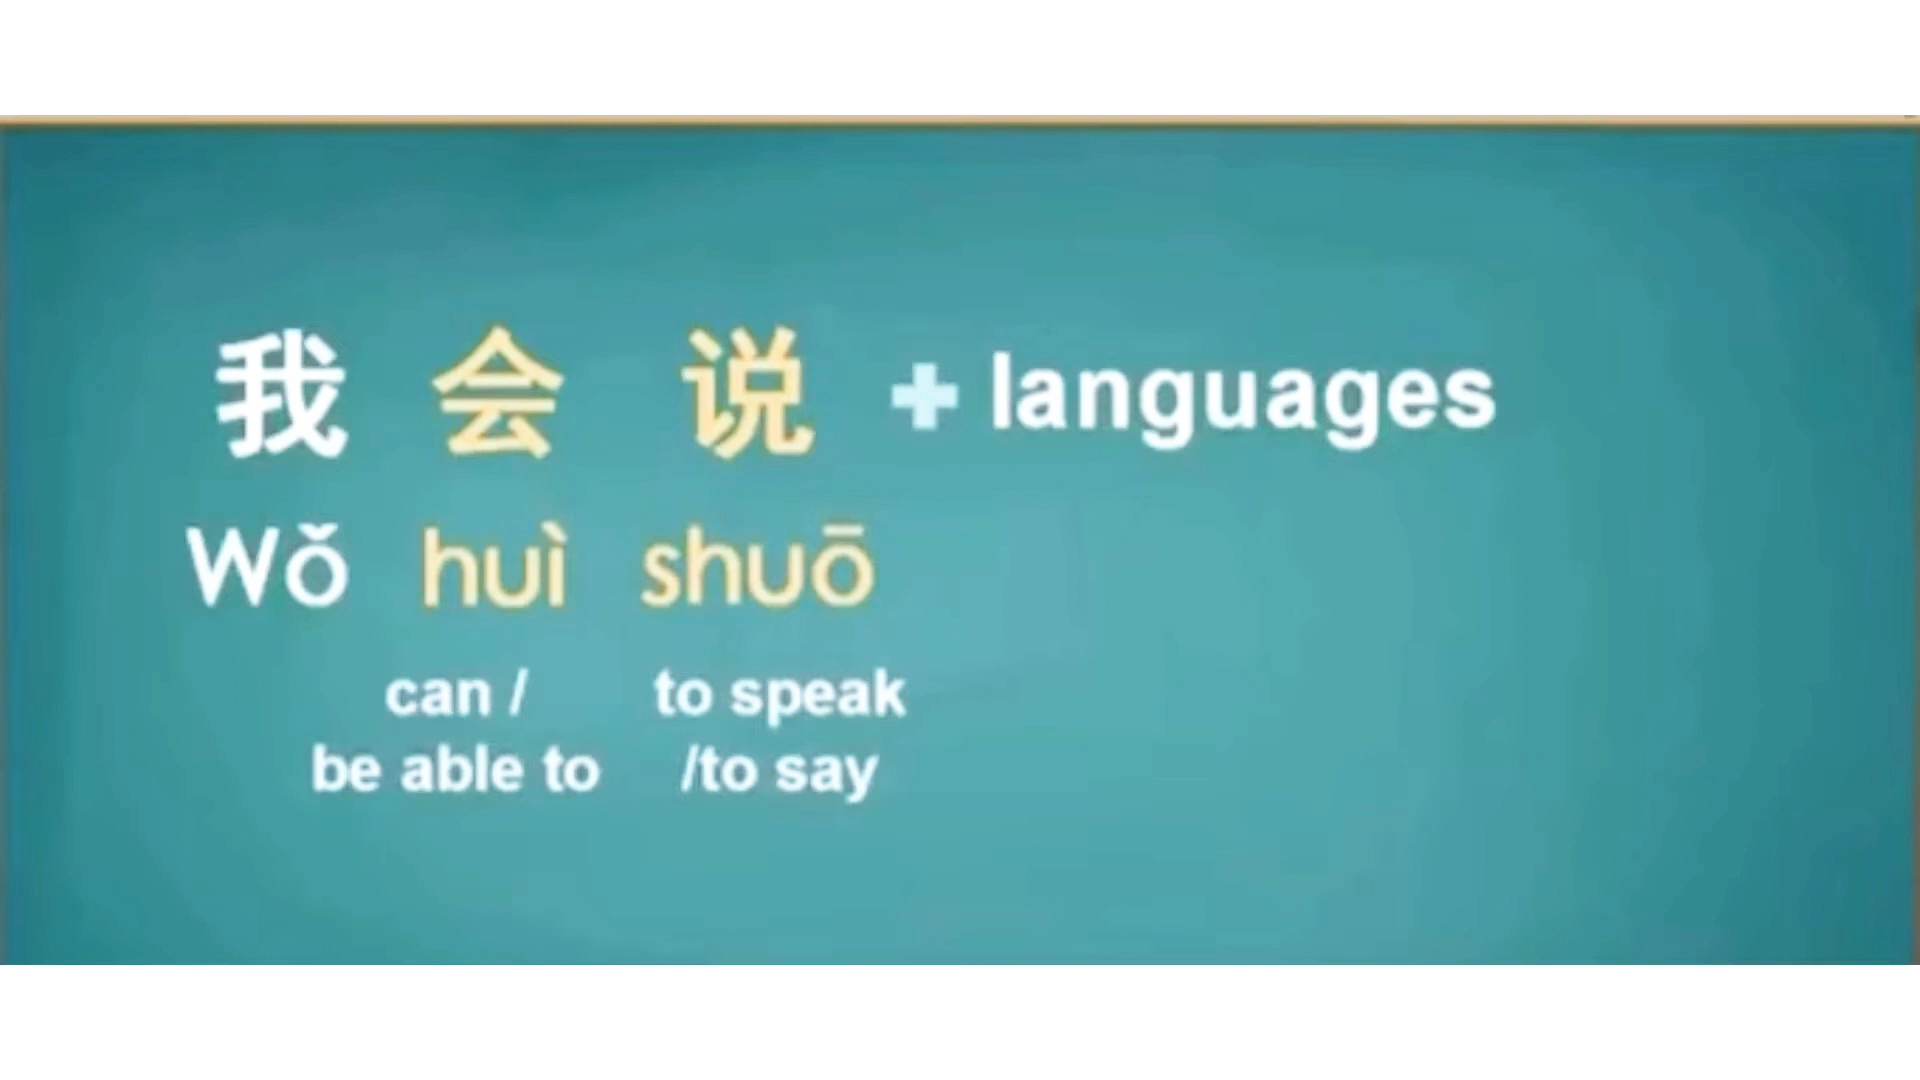 我 会 说 + languages
Wǒ huì shuō
can / to speak
be able to /to say